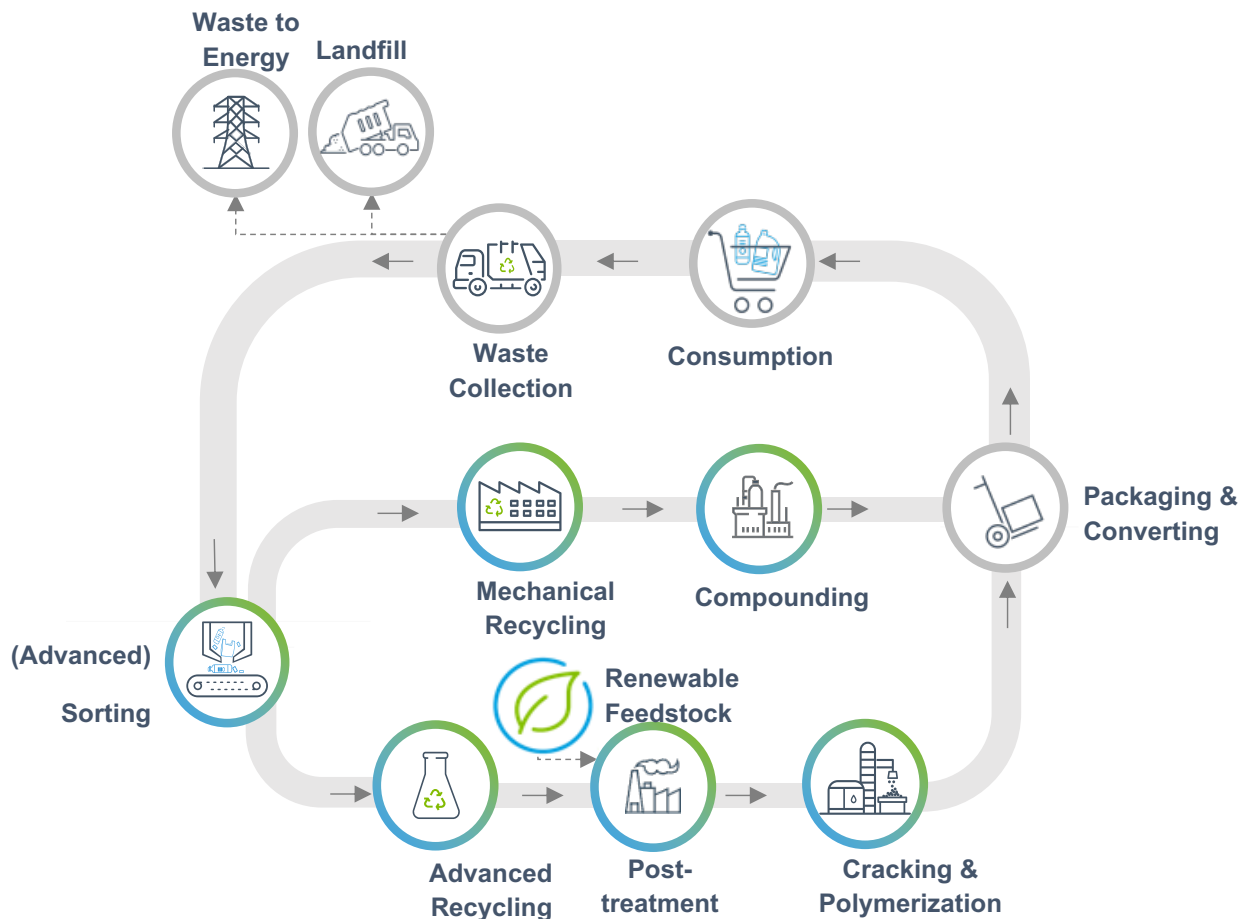 Waste to
Energy
Landfill
Waste
Collection
Consumption
Packaging &
Converting
Mechanical
Recycling
Compounding
(Advanced)
Sorting
Renewable
Feedstock
Advanced
Recycling
Post-
treatment
Cracking &
Polymerization